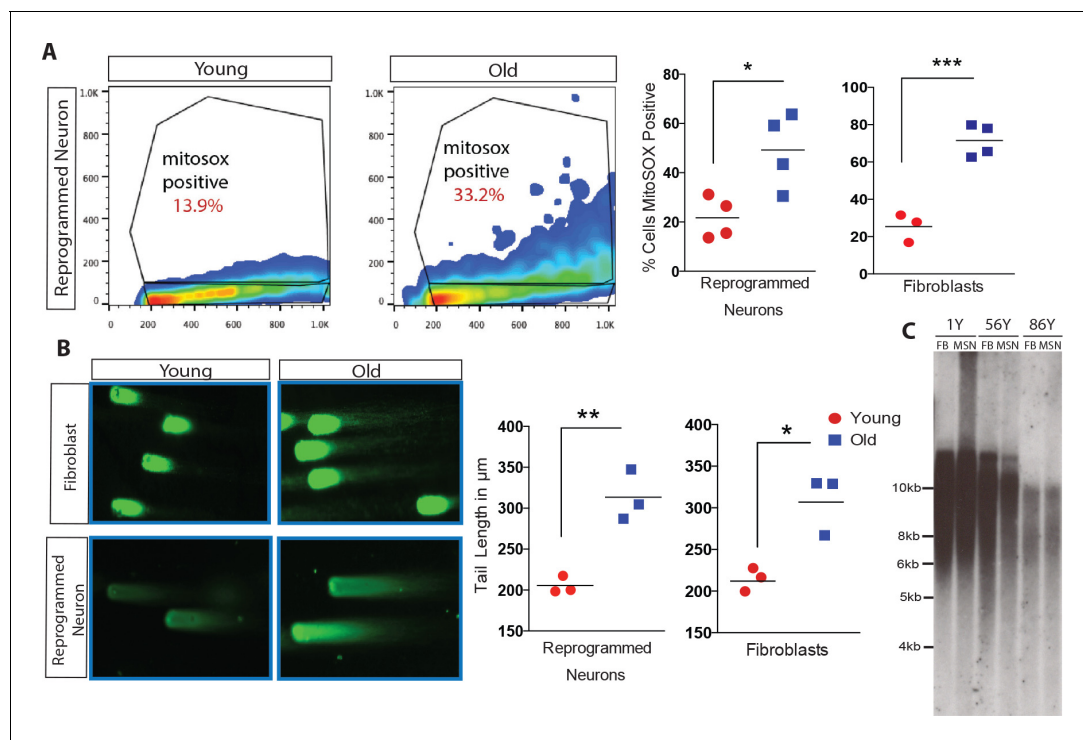 A
Young
Old
Reprogrammed Neuron
1.0K
800
600
400
200
0
mitosox
positive
13.9%
0
200
400
600
800
1.0K
1.0K
800
600
400
200
0
mitosox
positive
33.2%
0
200
400
600
800
1.0K
% Cells MitoSOX Positive
80
60
40
20
0
*
Reprogrammed
Neurons
100
80
60
40
20
0
***
Fibroblasts
B
Young
Old
Fibroblast
Reprogrammed
Neuron
Tail Length in µm
400
350
300
250
200
150
**
Reprogrammed
Neurons
400
350
300
250
200
150
*
Fibroblasts
Young
Old
C
1Y 56Y 86Y
FB MSN FB MSN FB MSN
10kb
8kb
6kb
5kb
4kb